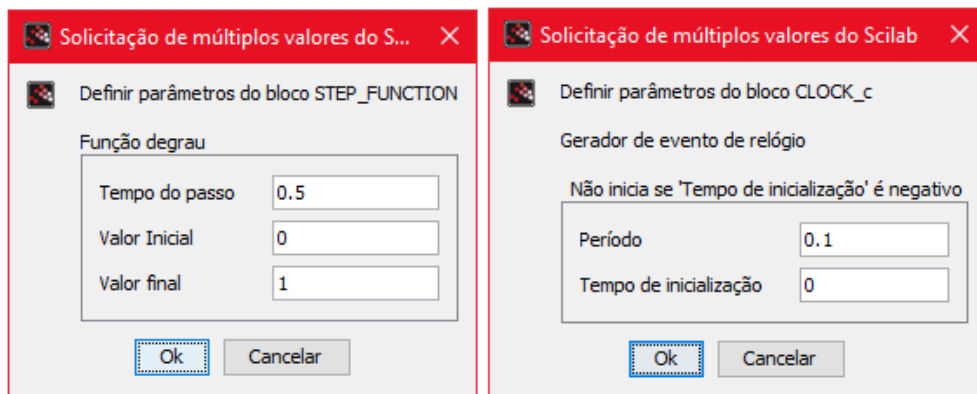 Solicitação de múltiplos valores do S...
Definir parâmetros do bloco STEP_FUNCTION
Função degrau
Tempo do passo 0.5
Valor Inicial 0
Valor final 1
Ok Cancelar
Solicitação de múltiplos valores do Scilab
Definir parâmetros do bloco CLOCK_c
Gerador de evento de relógio
Não inicia se 'Tempo de inicialização' é negativo
Período 0.1
Tempo de inicialização 0
Ok Cancelar